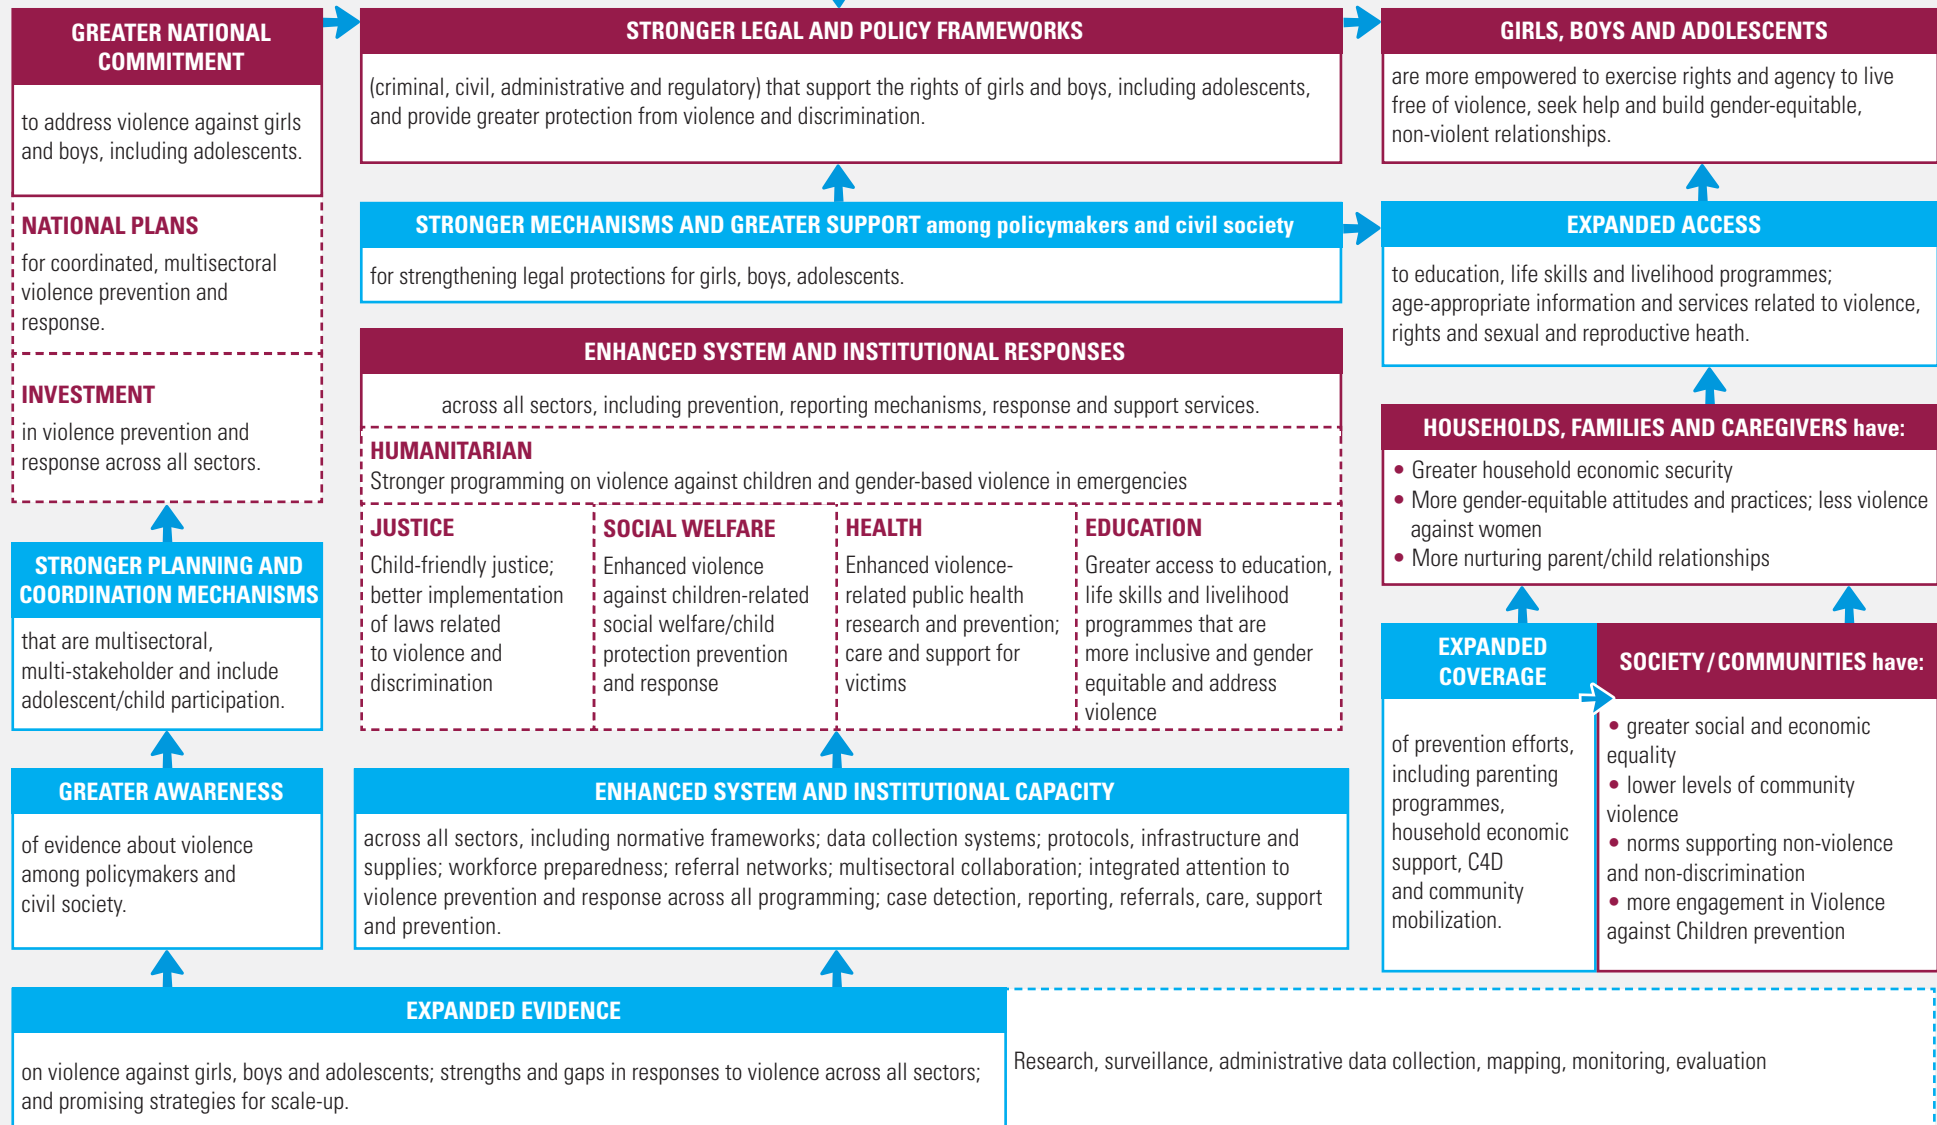 GREATER NATIONAL
COMMITMENT
to address violence against girls
and boys, including adolescents.
NATIONAL PLANS
for coordinated, multisectoral
violence prevention and
response.
INVESTMENT
in violence prevention and
response across all sectors.
STRONGER PLANNING AND
COORDINATION MECHANISMS
that are multisectoral,
multi-stakeholder and include
adolescent/child participation.
GREATER AWARENESS
of evidence about violence
among policymakers and
civil society.
STRONGER LEGAL AND POLICY FRAMEWORKS
(criminal, civil, administrative and regulatory) that support the rights of girls and boys, including adolescents,
and provide greater protection from violence and discrimination.
STRONGER MECHANISMS AND GREATER SUPPORT among policymakers and civil society
for strengthening legal protections for girls, boys, adolescents.
ENHANCED SYSTEM AND INSTITUTIONAL RESPONSES
across all sectors, including prevention, reporting mechanisms, response and support services.
HUMANITARIAN
Stronger programming on violence against children and gender-based violence in emergencies
JUSTICE
Child-friendly justice;
better implementation
of laws related
to violence and
discrimination
SOCIAL WELFARE
Enhanced violence
against children-related
social welfare/child
protection prevention
and response
HEALTH
Enhanced violence-
related public health
research and prevention;
care and support for
victims
EDUCATION
Greater access to education,
life skills and livelihood
programmes that are
more inclusive and gender
equitable and address
violence
ENHANCED SYSTEM AND INSTITUTIONAL CAPACITY
across all sectors, including normative frameworks; data collection systems; protocols, infrastructure and
supplies; workforce preparedness; referral networks; multisectoral collaboration; integrated attention to
violence prevention and response across all programming; case detection, reporting, referrals, care, support
and prevention.
GIRLS, BOYS AND ADOLESCENTS
are more empowered to exercise rights and agency to live
free of violence, seek help and build gender-equitable,
non-violent relationships.
EXPANDED ACCESS
to education, life skills and livelihood programmes;
age-appropriate information and services related to violence,
rights and sexual and reproductive heath.
HOUSEHOLDS, FAMILIES AND CAREGIVERS have:
• Greater household economic security
• More gender-equitable attitudes and practices; less violence
against women
• More nurturing parent/child relationships
EXPANDED
COVERAGE
of prevention efforts,
including parenting
programmes,
household economic
support, C4D
and community
mobilization.
SOCIETY/COMMUNITIES have:
• greater social and economic
equality
• lower levels of community
violence
• norms supporting non-violence
and non-discrimination
• more engagement in Violence
against Children prevention
EXPANDED EVIDENCE
on violence against girls, boys and adolescents; strengths and gaps in responses to violence across all sectors;
and promising strategies for scale-up.
Research, surveillance, administrative data collection, mapping, monitoring, evaluation